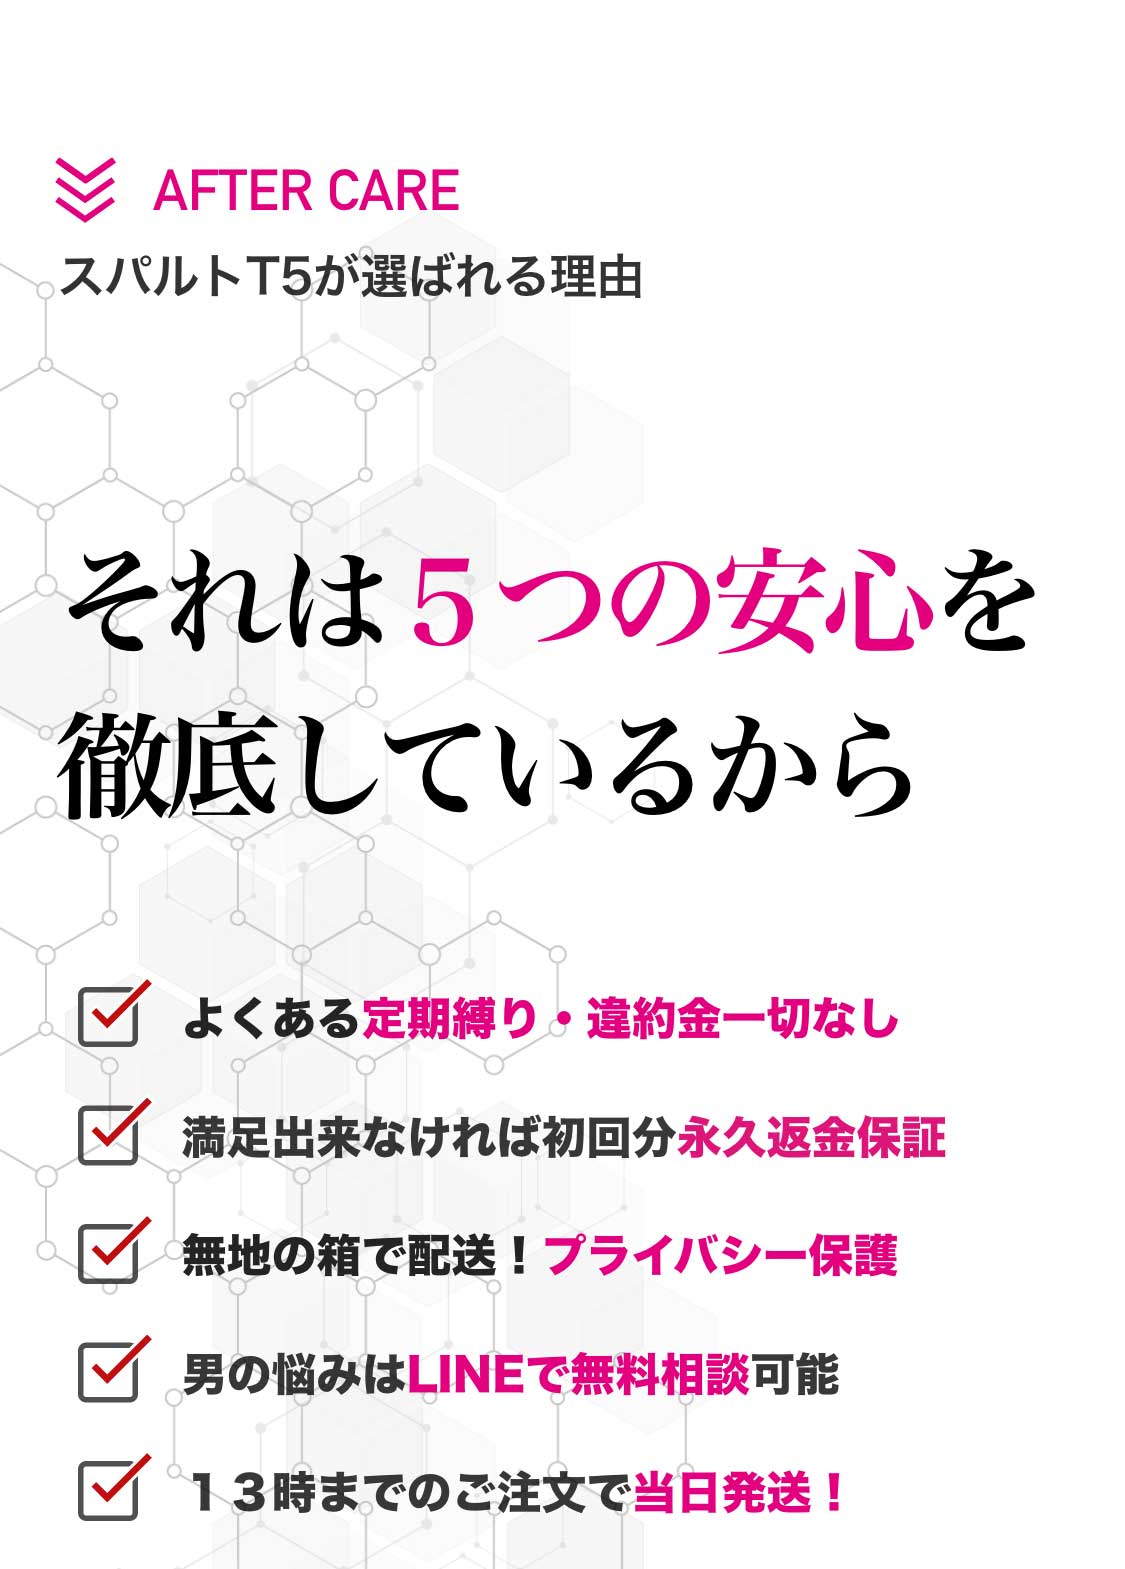 AFTER CARE
スパルトT5が選ばれる理由
それは５つの安心を
徹底しているから
よくある定期縛り・違約金一切なし
満足出来なければ初回分永久返金保証
無地の箱で配送！プライバシー保護
男の悩みはLINEで無料相談可能
１３時までのご注文で当日発送！